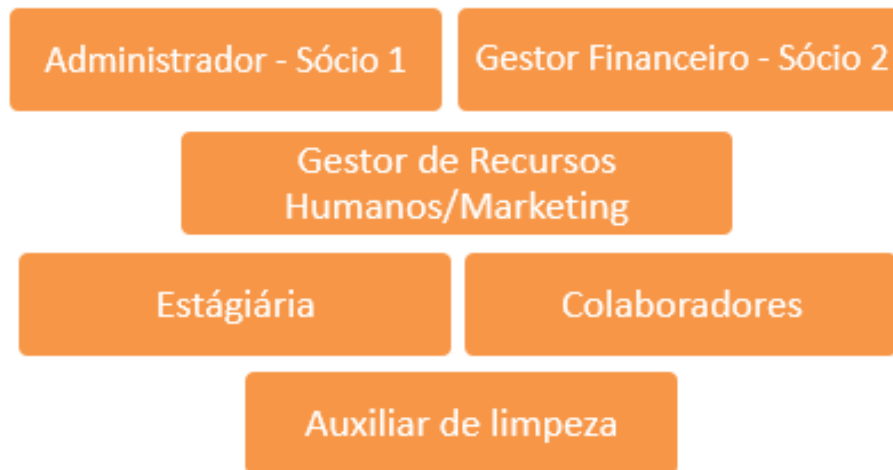 Administrador - Sócio 1
Gestor Financeiro - Sócio 2
Gestor de Recursos
Humanos/Marketing
Estágiária
Colaboradores
Auxiliar de limpeza